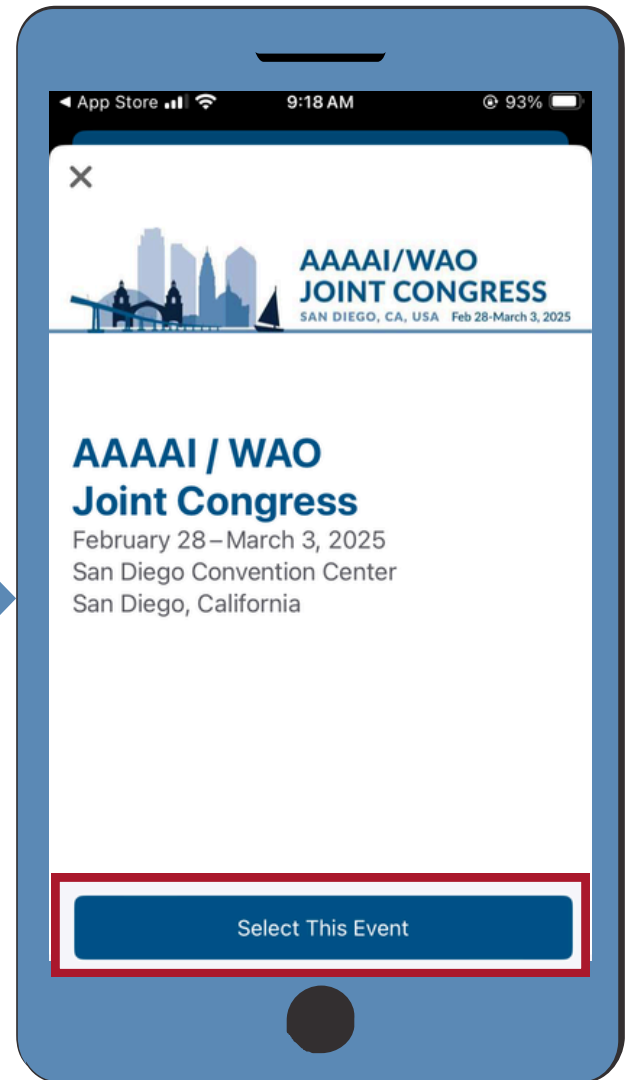 App Store 9:18 AM 93%
AAAAI/WAO
JOINT CONGRESS
SAN DIEGO, CA, USA Feb 28-March 3, 2025
AAAAI / WAO
Joint Congress
February 28–March 3, 2025
San Diego Convention Center
San Diego, California
Select This Event